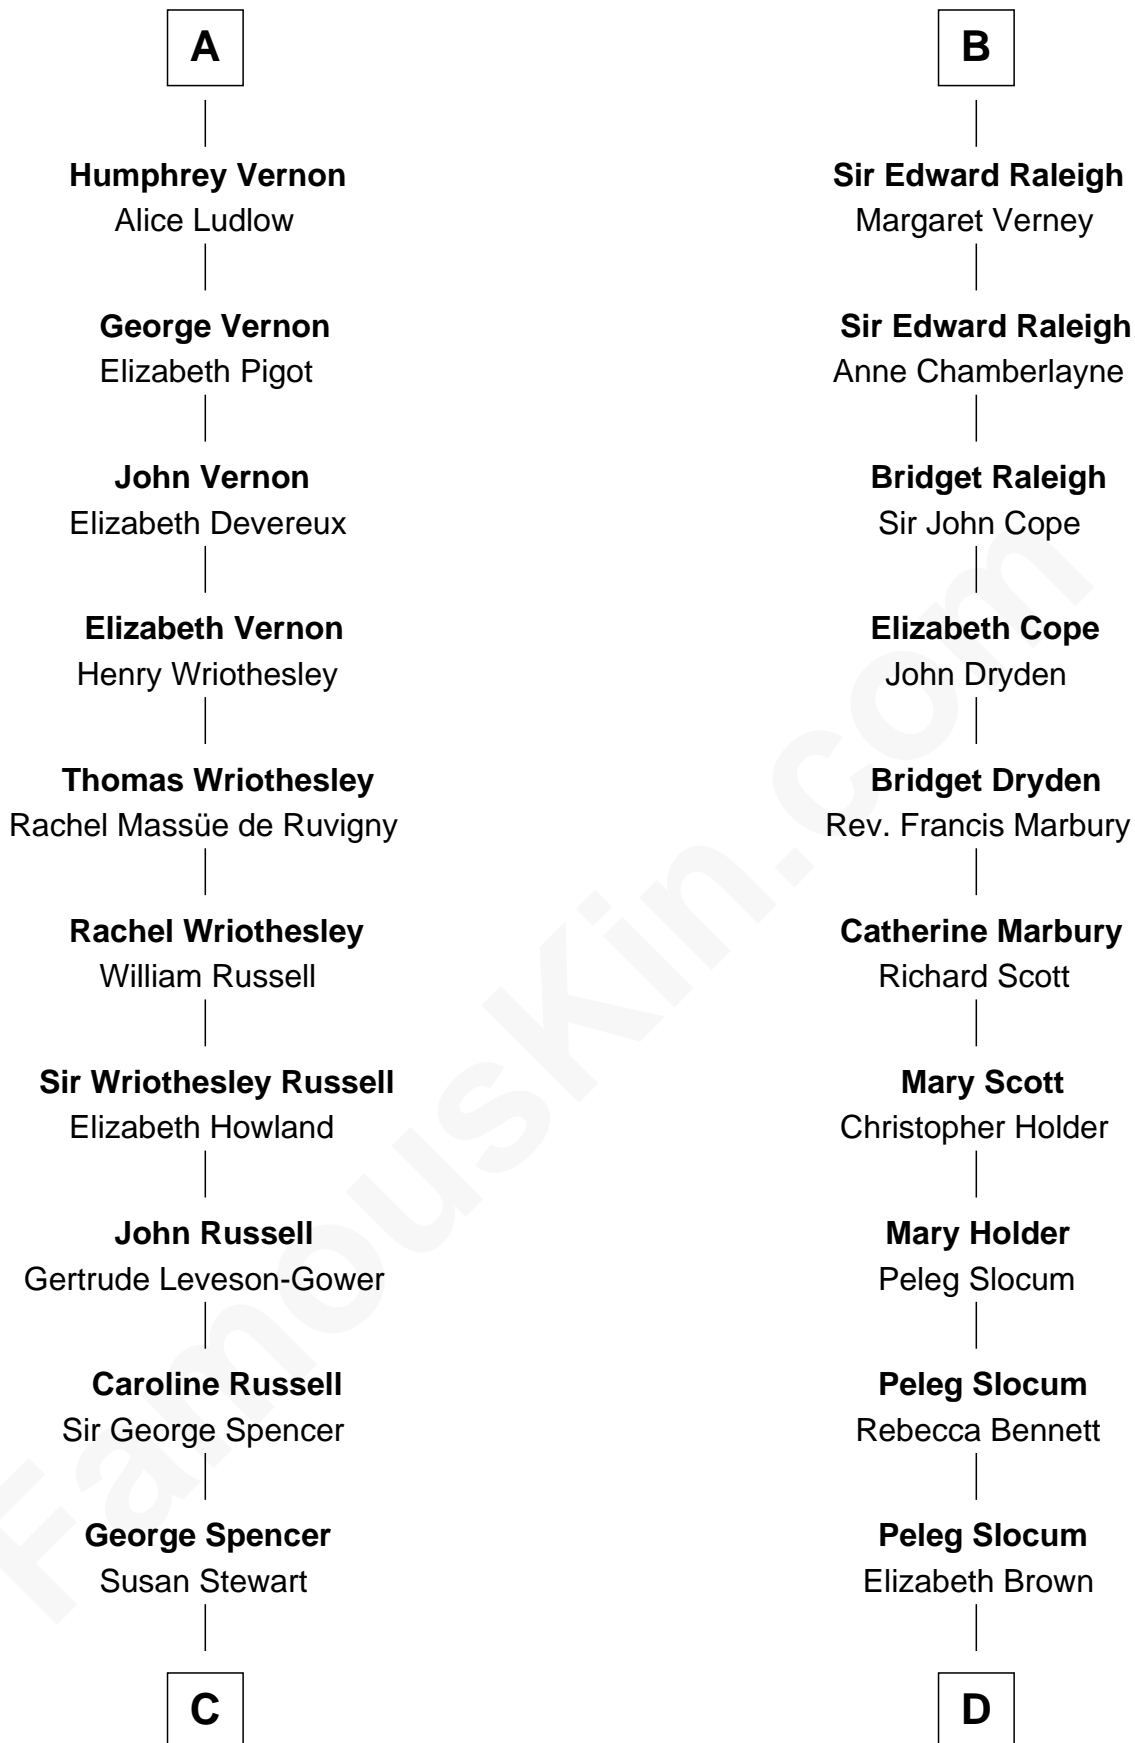 A
Humphrey Vernon
Alice Ludlow
George Vernon
Elizabeth Pigot
John Vernon
Elizabeth Devereux
Elizabeth Vernon
Henry Wriothesley
Thomas Wriothesley
Rachel Massüe de Ruvigny
Rachel Wriothesley
William Russell
Sir Wriothesley Russell
Elizabeth Howland
John Russell
Gertrude Leveson-Gower
Caroline Russell
Sir George Spencer
George Spencer
Susan Stewart
C
B
Sir Edward Raleigh
Margaret Verney
Sir Edward Raleigh
Anne Chamberlayne
Bridget Raleigh
Sir John Cope
Elizabeth Cope
John Dryden
Bridget Dryden
Rev. Francis Marbury
Catherine Marbury
Richard Scott
Mary Scott
Christopher Holder
Mary Holder
Peleg Slocum
Peleg Slocum
Rebecca Bennett
Peleg Slocum
Elizabeth Brown
D
FamousKin.com